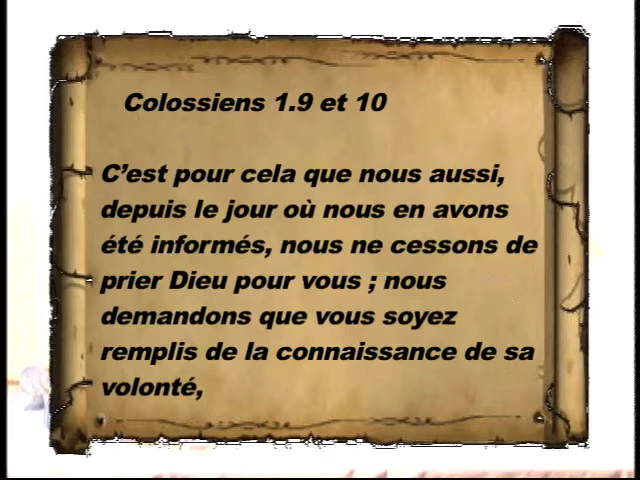 Colossiens 1.9 et 10
C’est pour cela que nous aussi,
depuis le jour où nous en avons
été informés, nous ne cessons de
prier Dieu pour vous ; nous
demandons que vous soyez
remplis de la connaissance de sa
volonté,